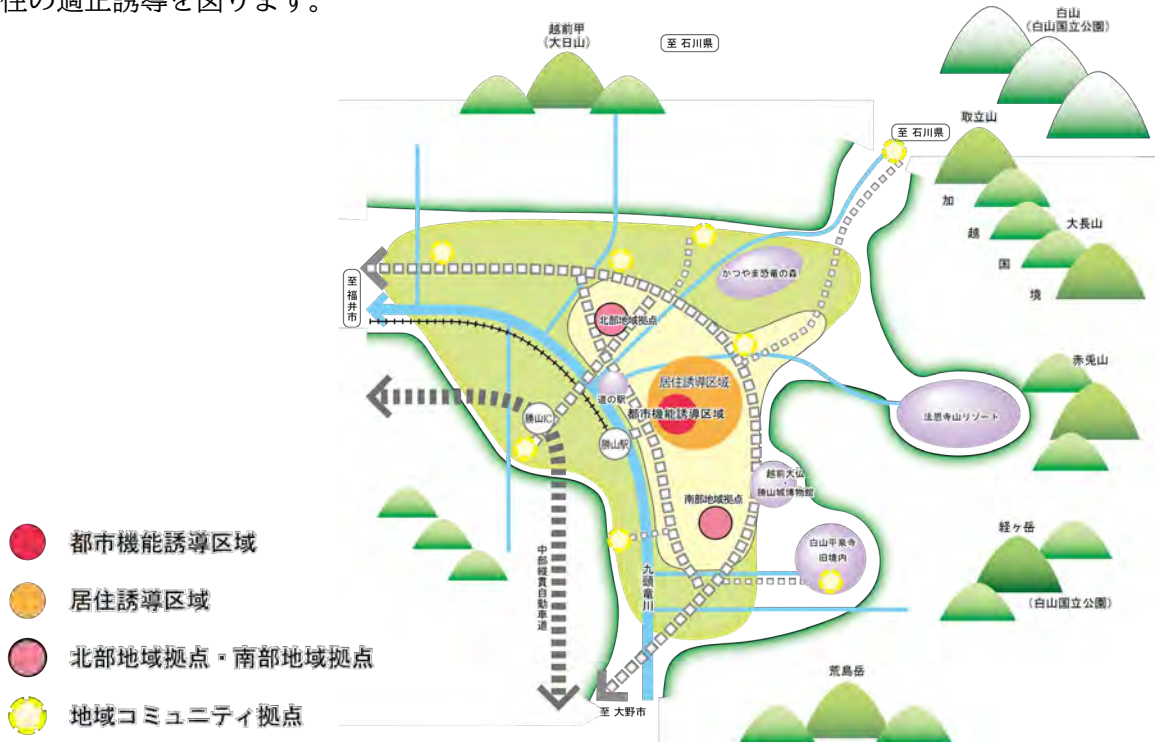 住の適正誘導を図ります。
越前甲
(大日山)
至 石川県
白山
(白山国立公園)
至 石川県
取立山
加
越
国
境
大長山
かつやま恐竜の森
至 福井市
北部地域拠点
居住誘導区域
道の駅
都市機能誘導区域
勝山IC
勝山駅
赤兎山
法恩寺山リゾート
越前大仏
・
勝山城博物館
南部地域拠点
白山平泉寺
旧境内
経ヶ岳
(白山国立公園)
中部縦貫自動車道
九頭竜川
荒島岳
至 大野市
都市機能誘導区域
居住誘導区域
北部地域拠点・南部地域拠点
地域コミュニティ拠点